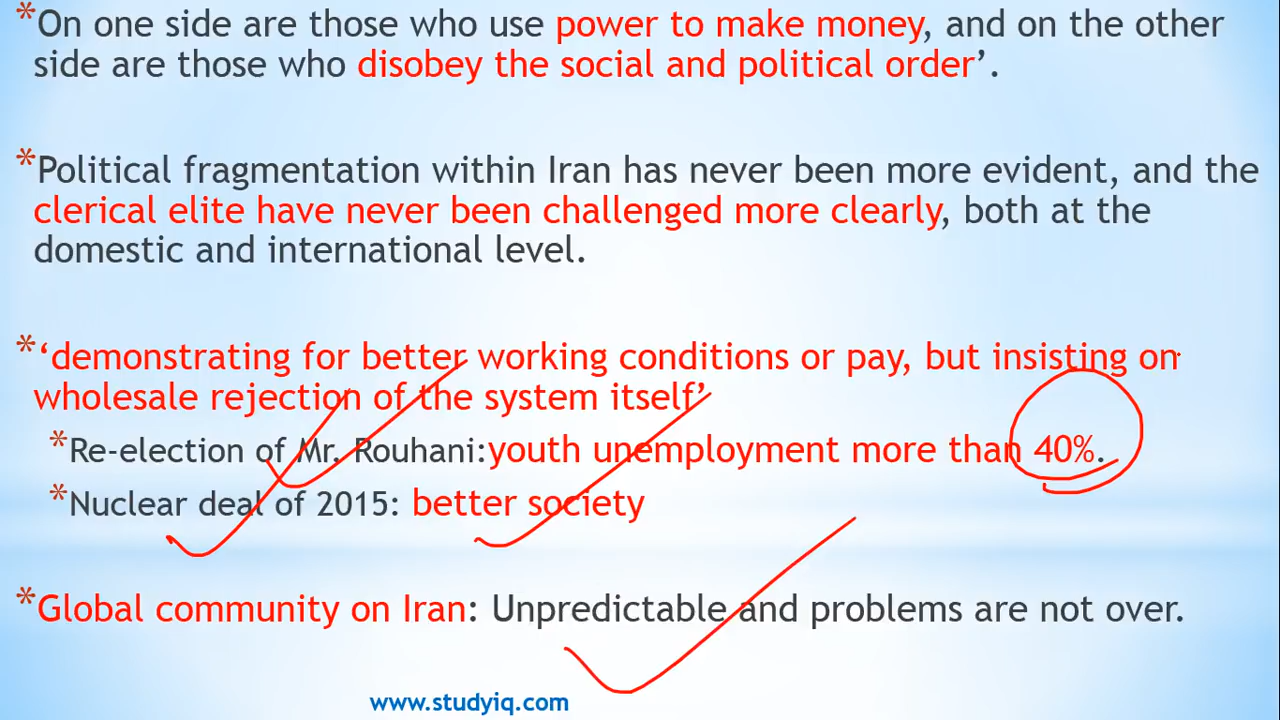 *On one side are those who use power to make money, and on the other
side are those who disobey the social and political order’.
*Political fragmentation within Iran has never been more evident, and the
clerical elite have never been challenged more clearly, both at the
domestic and international level.
*‘demonstrating for better working conditions or pay, but insisting on
wholesale rejection of the system itself’
*Re-election of Mr. Rouhani:youth unemployment more than 40%.
*Nuclear deal of 2015: better society
*Global community on Iran: Unpredictable and problems are not over.
www.studyiq.com